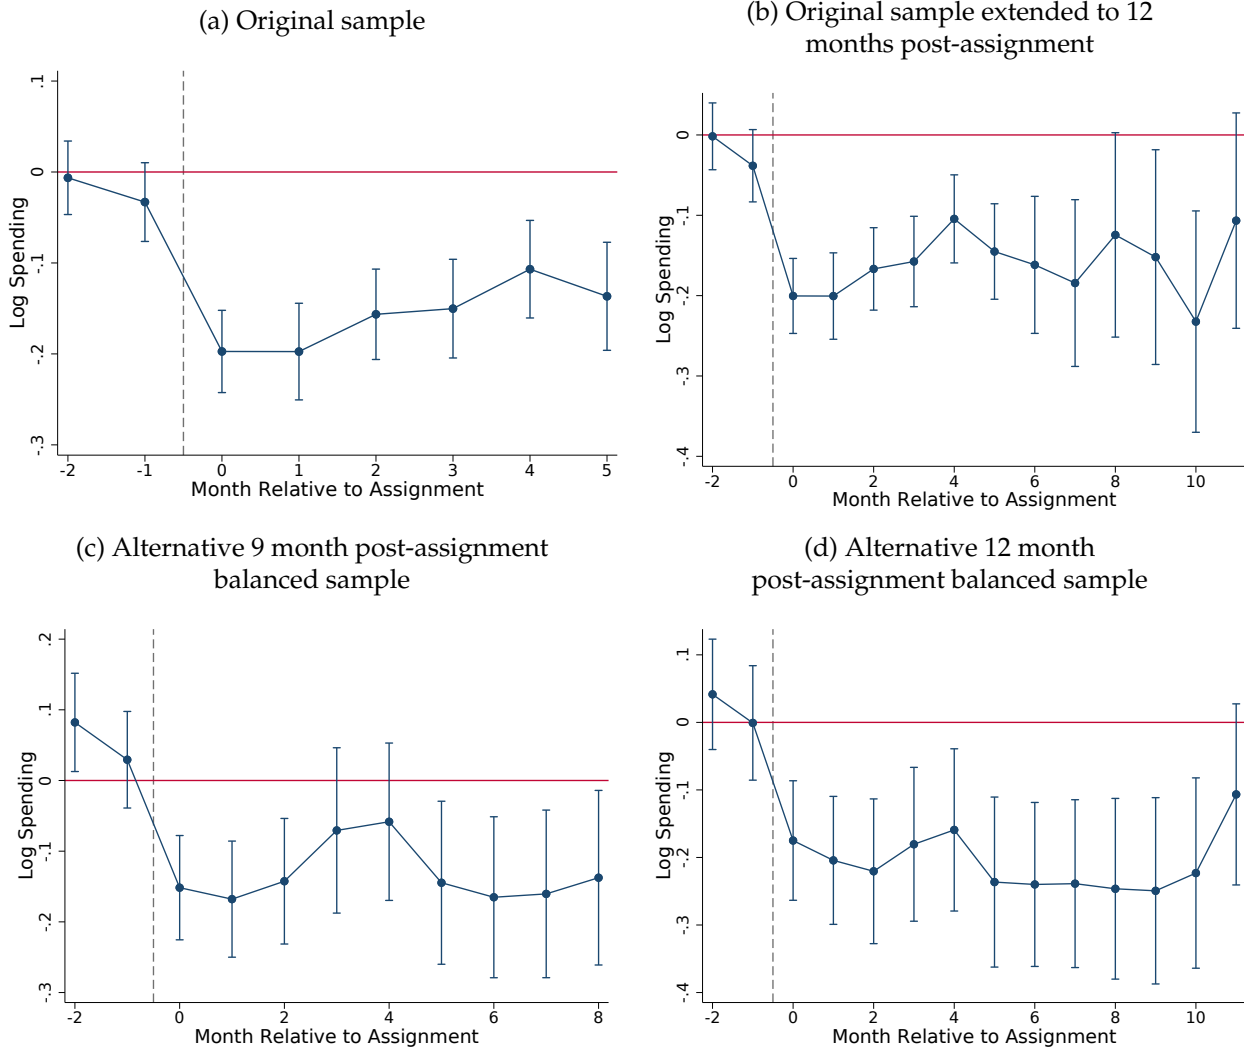 (a) Original sample
.1
0
-.1
-.2
-.3
Log Spending
-2 -1 0 1 2 3 4 5
Month Relative to Assignment
(b) Original sample extended to 12
months post-assignment
0
-.1
-.2
-.3
-.4
Log Spending
-2 0 2 4 6 8 10
Month Relative to Assignment
(c) Alternative 9 month post-assignment
balanced sample
.2
.1
0
-.1
-.2
-.3
Log Spending
-2 0 2 4 6 8
Month Relative to Assignment
(d) Alternative 12 month
post-assignment balanced sample
.1
0
-.1
-.2
-.3
-.4
Log Spending
-2 0 2 4 6 8 10
Month Relative to Assignment